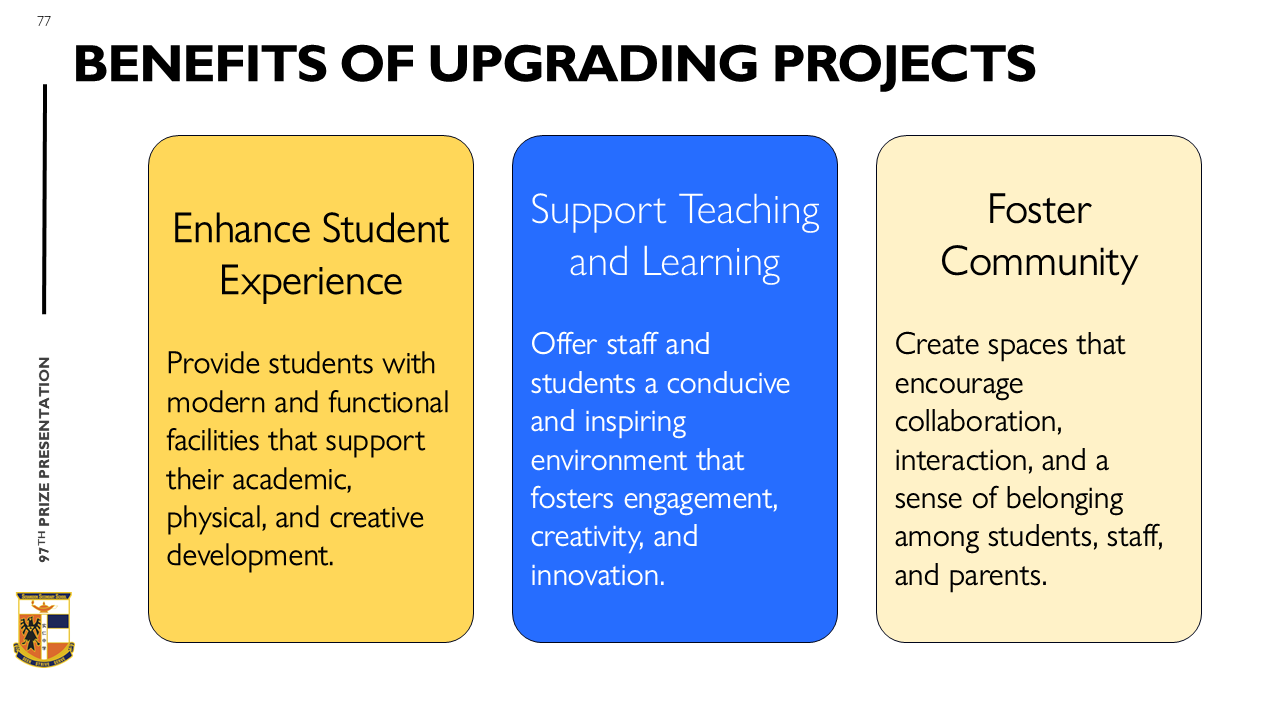 77
BENEFITS OF UPGRADING PROJECTS
Enhance Student
Experience
Provide students with
modern and functional
facilities that support
their academic,
physical, and creative
development.
Support Teaching
and Learning
Offer staff and
students a conducive
and inspiring
environment that
fosters engagement,
creativity, and
innovation.
Foster
Community
Create spaces that
encourage
collaboration,
interaction, and a
sense of belonging
among students, staff,
and parents.
97TH PRIZE PRESENTATION